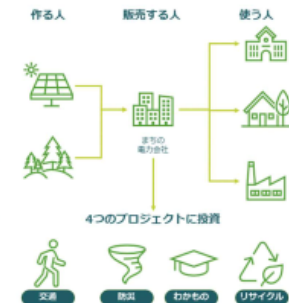 作る人
販売する人
使う人
まちの
電力会社
4つのプロジェクトに投資
交通
防災
わかもの
リサイクル